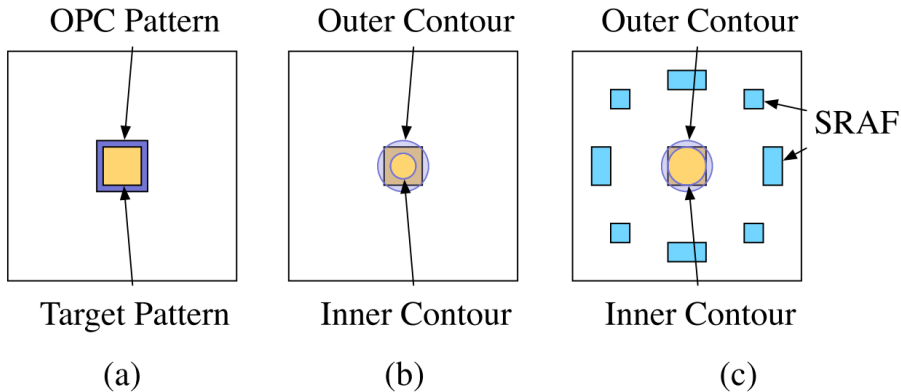 OPC Pattern
Outer Contour
Outer Contour
SRAF
Target Pattern
Inner Contour
Inner Contour
(a)
(b)
(c)